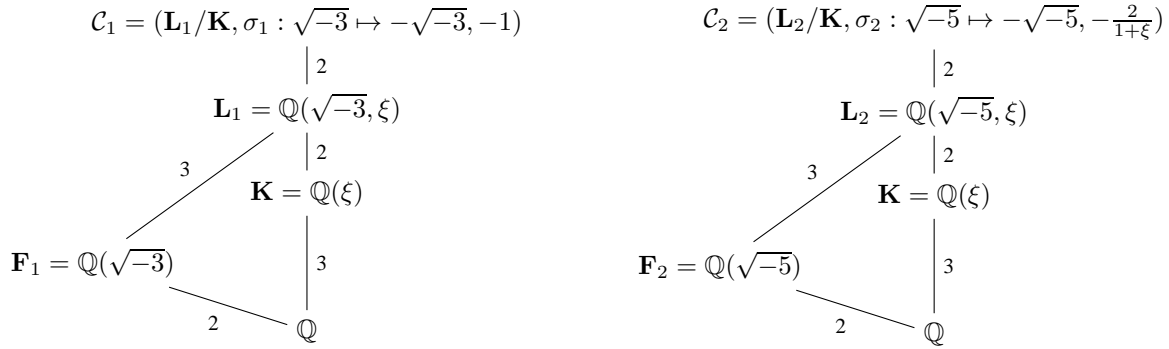 C₁ = (L₁/K, σ₁ : √−3 ↦ −√−3, −1)
2
L₁ = ℚ(√−3, ξ)
3
2
K = ℚ(ξ)
F₁ = ℚ(√−3)
3
2
ℚ
C₂ = (L₂/K, σ₂ : √−5 ↦ −√−5, −2/(1+ξ))
2
L₂ = ℚ(√−5, ξ)
3
2
K = ℚ(ξ)
F₂ = ℚ(√−5)
3
2
ℚ